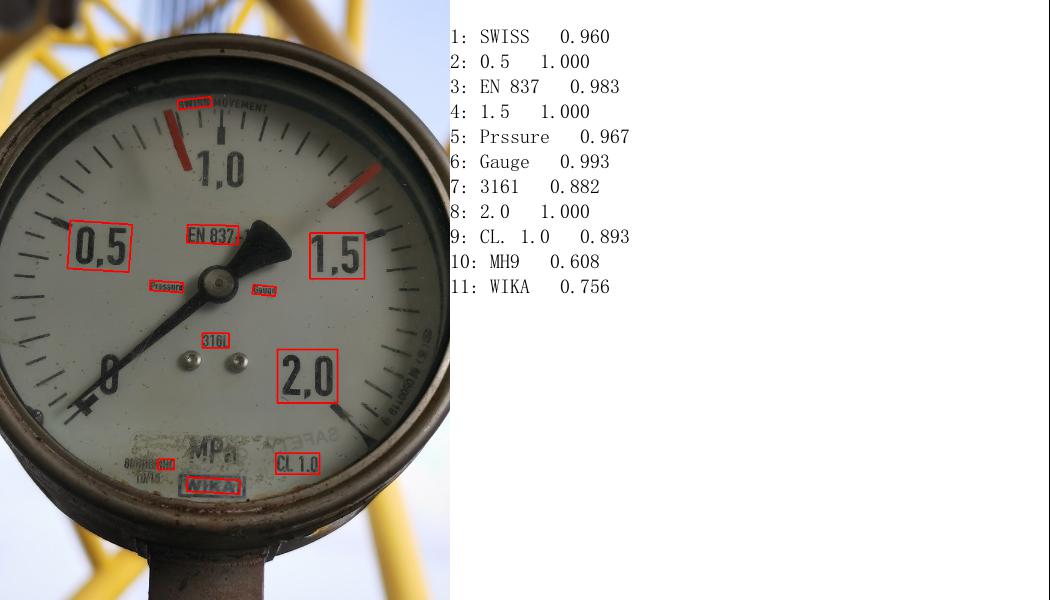 SWISS MOVEMENT
1,0
0,5
EN 837-1
1,5
Pressure
Gauge
316L
0
2,0
MPa
CL 1.0
WIKA
1: SWISS 0.960
2: 0.5 1.000
3: EN 837 0.983
4: 1.5 1.000
5: Prssure 0.967
6: Gauge 0.993
7: 3161 0.882
8: 2.0 1.000
9: CL. 1.0 0.893
10: MH9 0.608
11: WIKA 0.756